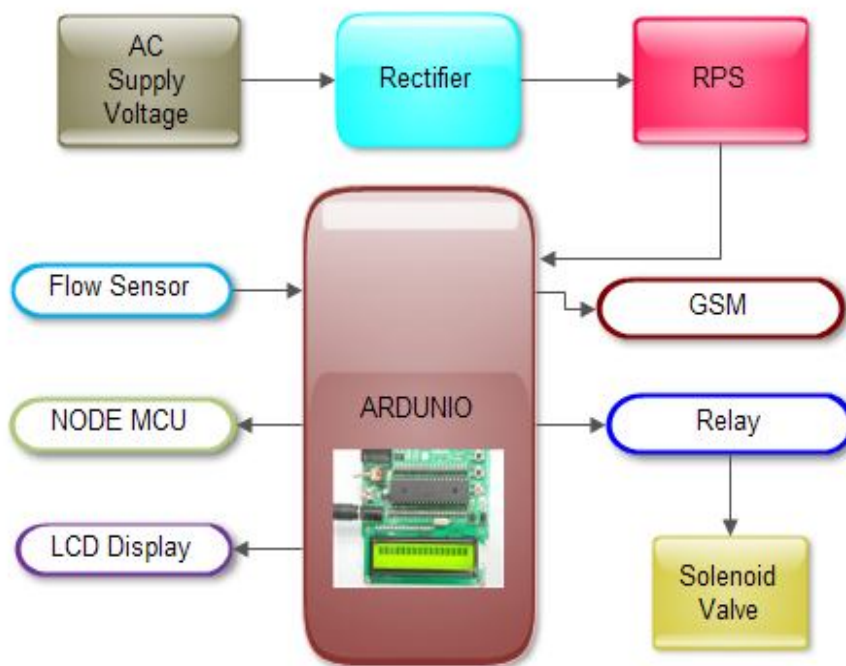 AC
Supply
Voltage
Rectifier
RPS
Flow Sensor
GSM
NODE MCU
ARDUNIO
Relay
LCD Display
Solenoid
Valve